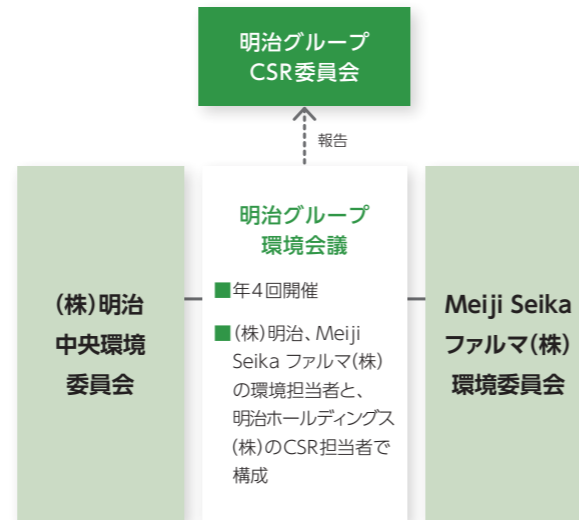 明治グループ
CSR委員会
報告
(株)明治
中央環境
委員会
明治グループ
環境会議
■年4回開催
■(株)明治、Meiji
Seika ファルマ(株)
の環境担当者と、
明治ホールディングス
(株)のCSR担当者で
構成
Meiji Seika
ファルマ(株)
環境委員会